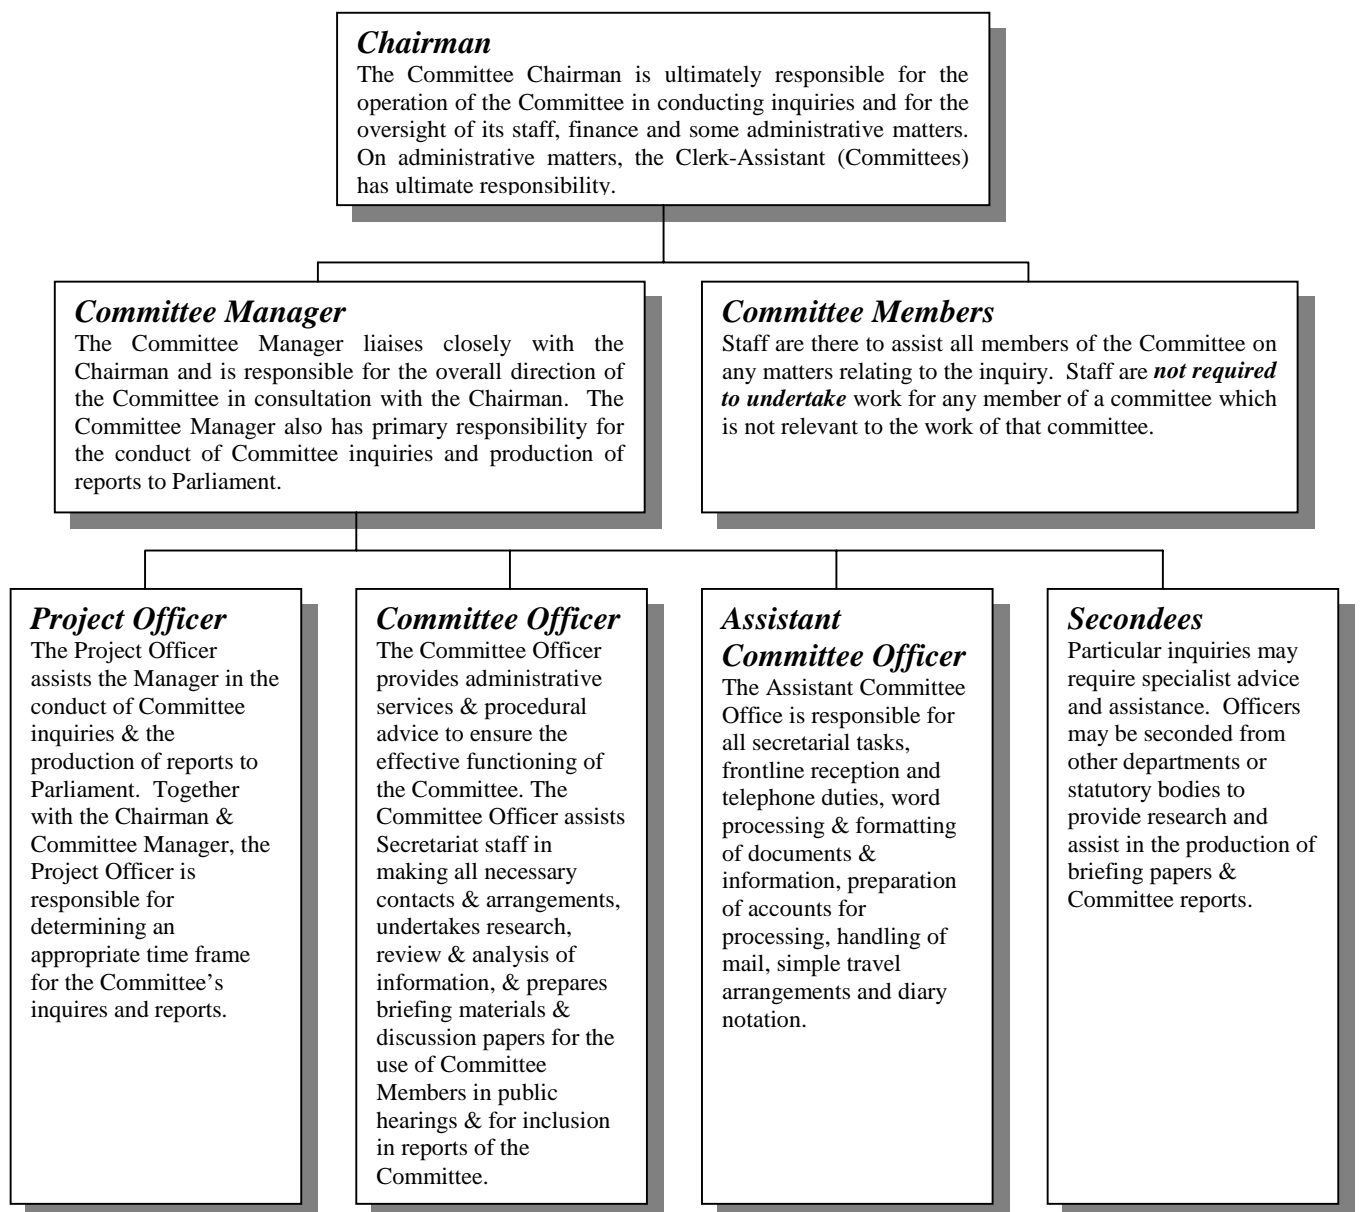 Chairman
The Committee Chairman is ultimately responsible for the
operation of the Committee in conducting inquiries and for the
oversight of its staff, finance and some administrative matters.
On administrative matters, the Clerk-Assistant (Committees)
has ultimate responsibility.
Committee Manager
The Committee Manager liaises closely with the
Chairman and is responsible for the overall direction of
the Committee in consultation with the Chairman.  The
Committee Manager also has primary responsibility for
the conduct of Committee inquiries and production of
reports to Parliament.
Committee Members
Staff are there to assist all members of the Committee on
any matters relating to the inquiry.  Staff are not required
to undertake work for any member of a committee which
is not relevant to the work of that committee.
Project Officer
The Project Officer
assists the Manager in the
conduct of Committee
inquiries & the
production of reports to
Parliament.  Together
with the Chairman &
Committee Manager, the
Project Officer is
responsible for
determining an
appropriate time frame
for the Committee's
inquires and reports.
Committee Officer
The Committee Officer
provides administrative
services & procedural
advice to ensure the
effective functioning of
the Committee. The
Committee Officer assists
Secretariat staff in
making all necessary
contacts & arrangements,
undertakes research,
review & analysis of
information, & prepares
briefing materials &
discussion papers for the
use of Committee
Members in public
hearings & for inclusion
in reports of the
Committee.
Assistant
Committee Officer
The Assistant Committee
Office is responsible for
all secretarial tasks,
frontline reception and
telephone duties, word
processing & formatting
of documents &
information, preparation
of accounts for
processing, handling of
mail, simple travel
arrangements and diary
notation.
Secondees
Particular inquiries may
require specialist advice
and assistance.  Officers
may be seconded from
other departments or
statutory bodies to
provide research and
assist in the production of
briefing papers &
Committee reports.